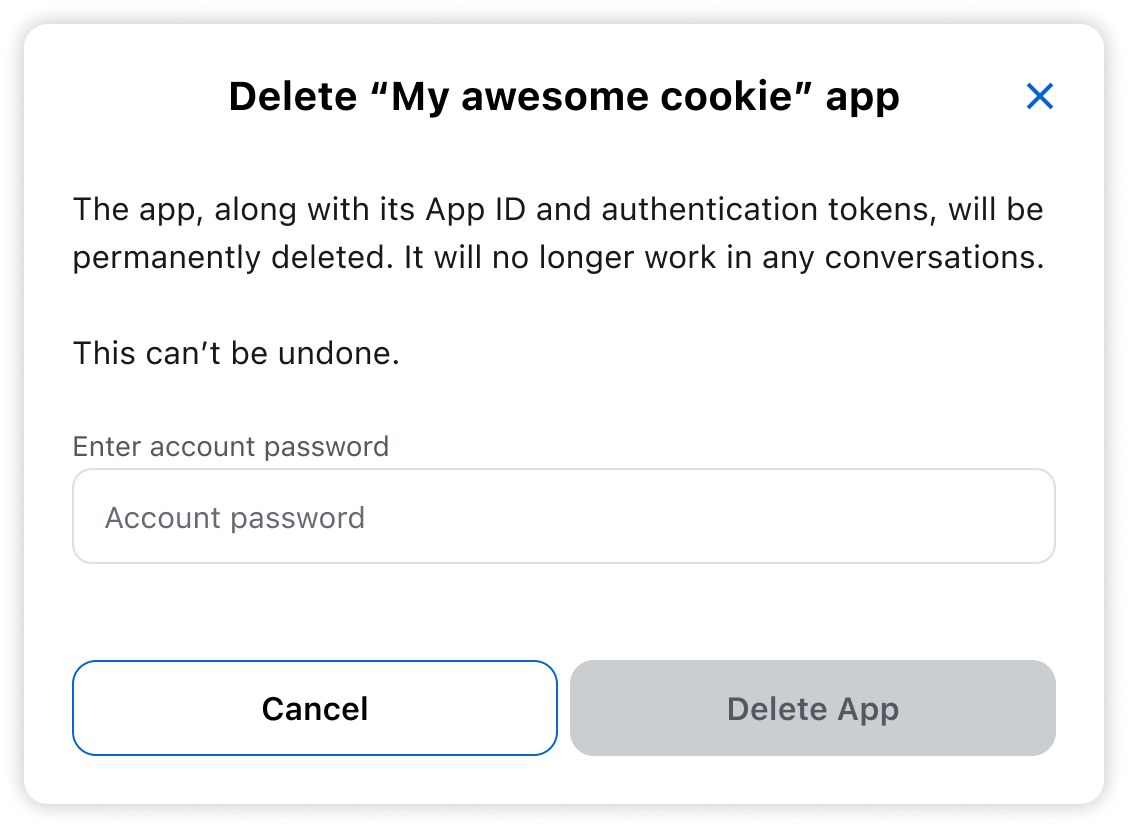 Delete “My awesome cookie” app
The app, along with its App ID and authentication tokens, will be
permanently deleted. It will no longer work in any conversations.
This can’t be undone.
Enter account password
Account password
Cancel
Delete App